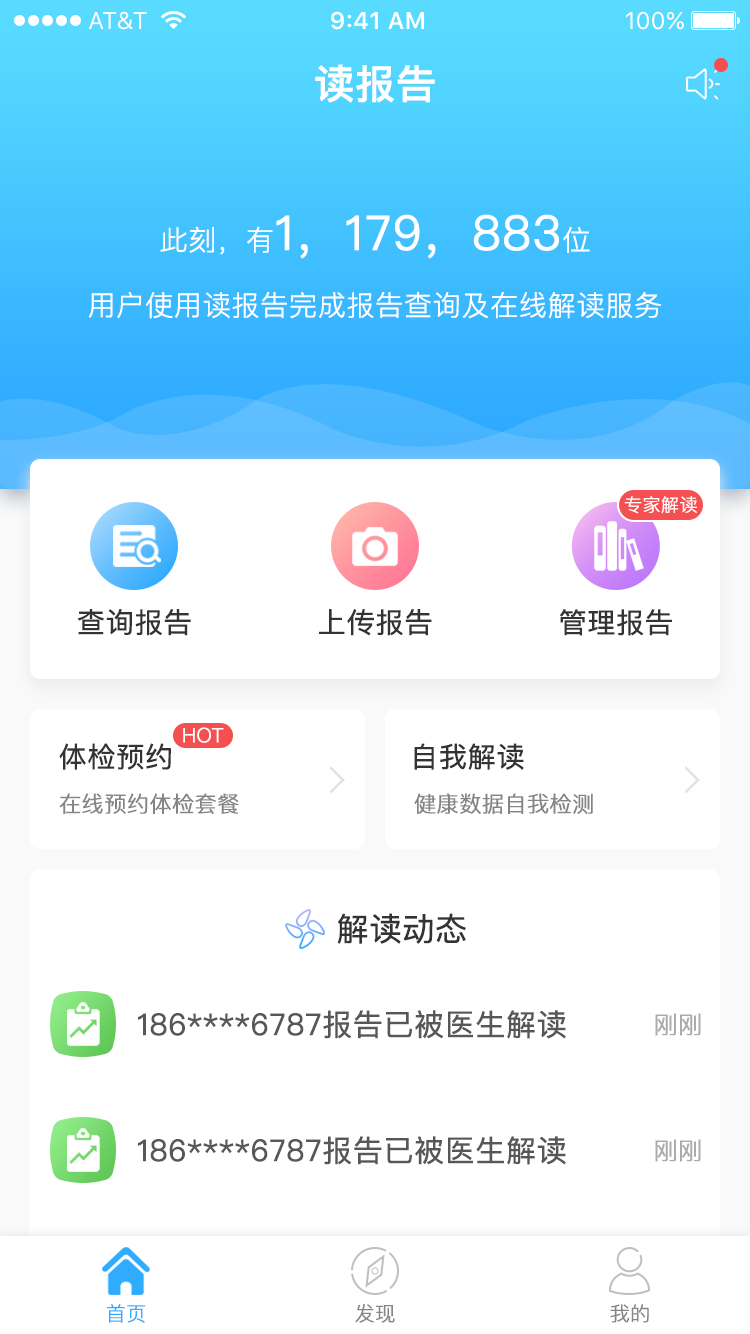 AT&T 9:41 AM 100%
读报告
此刻，有1，179，883位
用户使用读报告完成报告查询及在线解读服务
专家解读
查询报告 上传报告 管理报告
体检预约 HOT
在线预约体检套餐
自我解读
健康数据自我检测
解读动态
186****6787报告已被医生解读 刚刚
186****6787报告已被医生解读 刚刚
首页 发现 我的